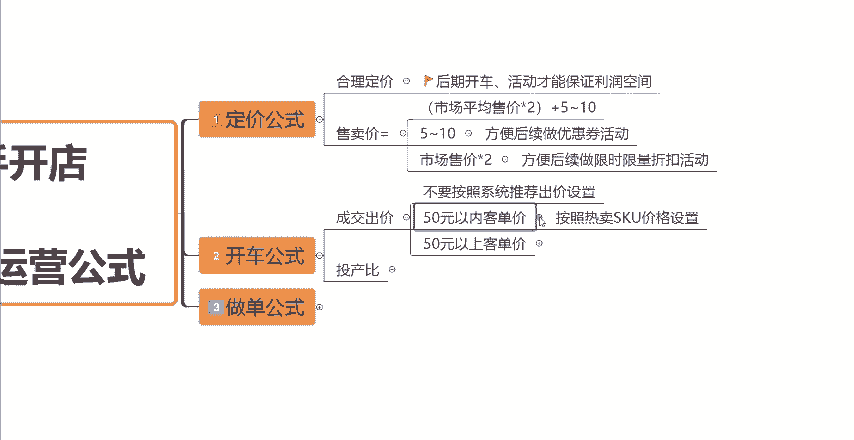 手开店
运营公式
1 定价公式
合理定价
后期开车、活动才能保证利润空间
售卖价=
（市场平均售价*2）+5~10
5~10
方便后续做优惠券活动
市场售价*2
方便后续做限时限量折扣活动
2 开车公式
成交出价
不要按照系统推荐出价设置
50元以内客单价
按照热卖SKU价格设置
50元以上客单价
投产比
3 做单公式